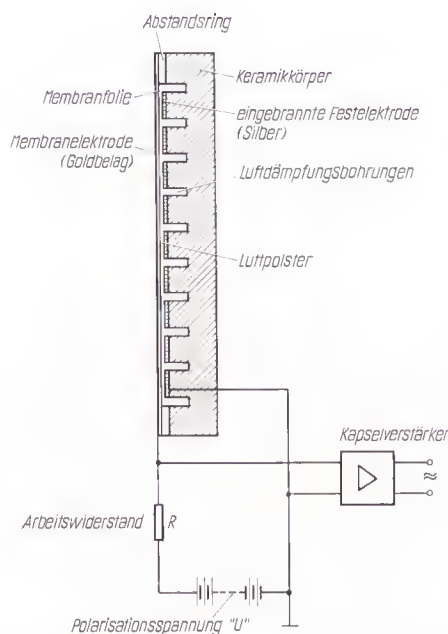 Abstandsring
Keramikkörper
Membranfolie
eingebrannte Festelektrode
(Silber)
Membranelektrode
(Goldbelag)
Luftdämpfungsbohrungen
Luftpolster
Kapselverstärker
≈
Arbeitswiderstand R
Polarisationsspannung "U"